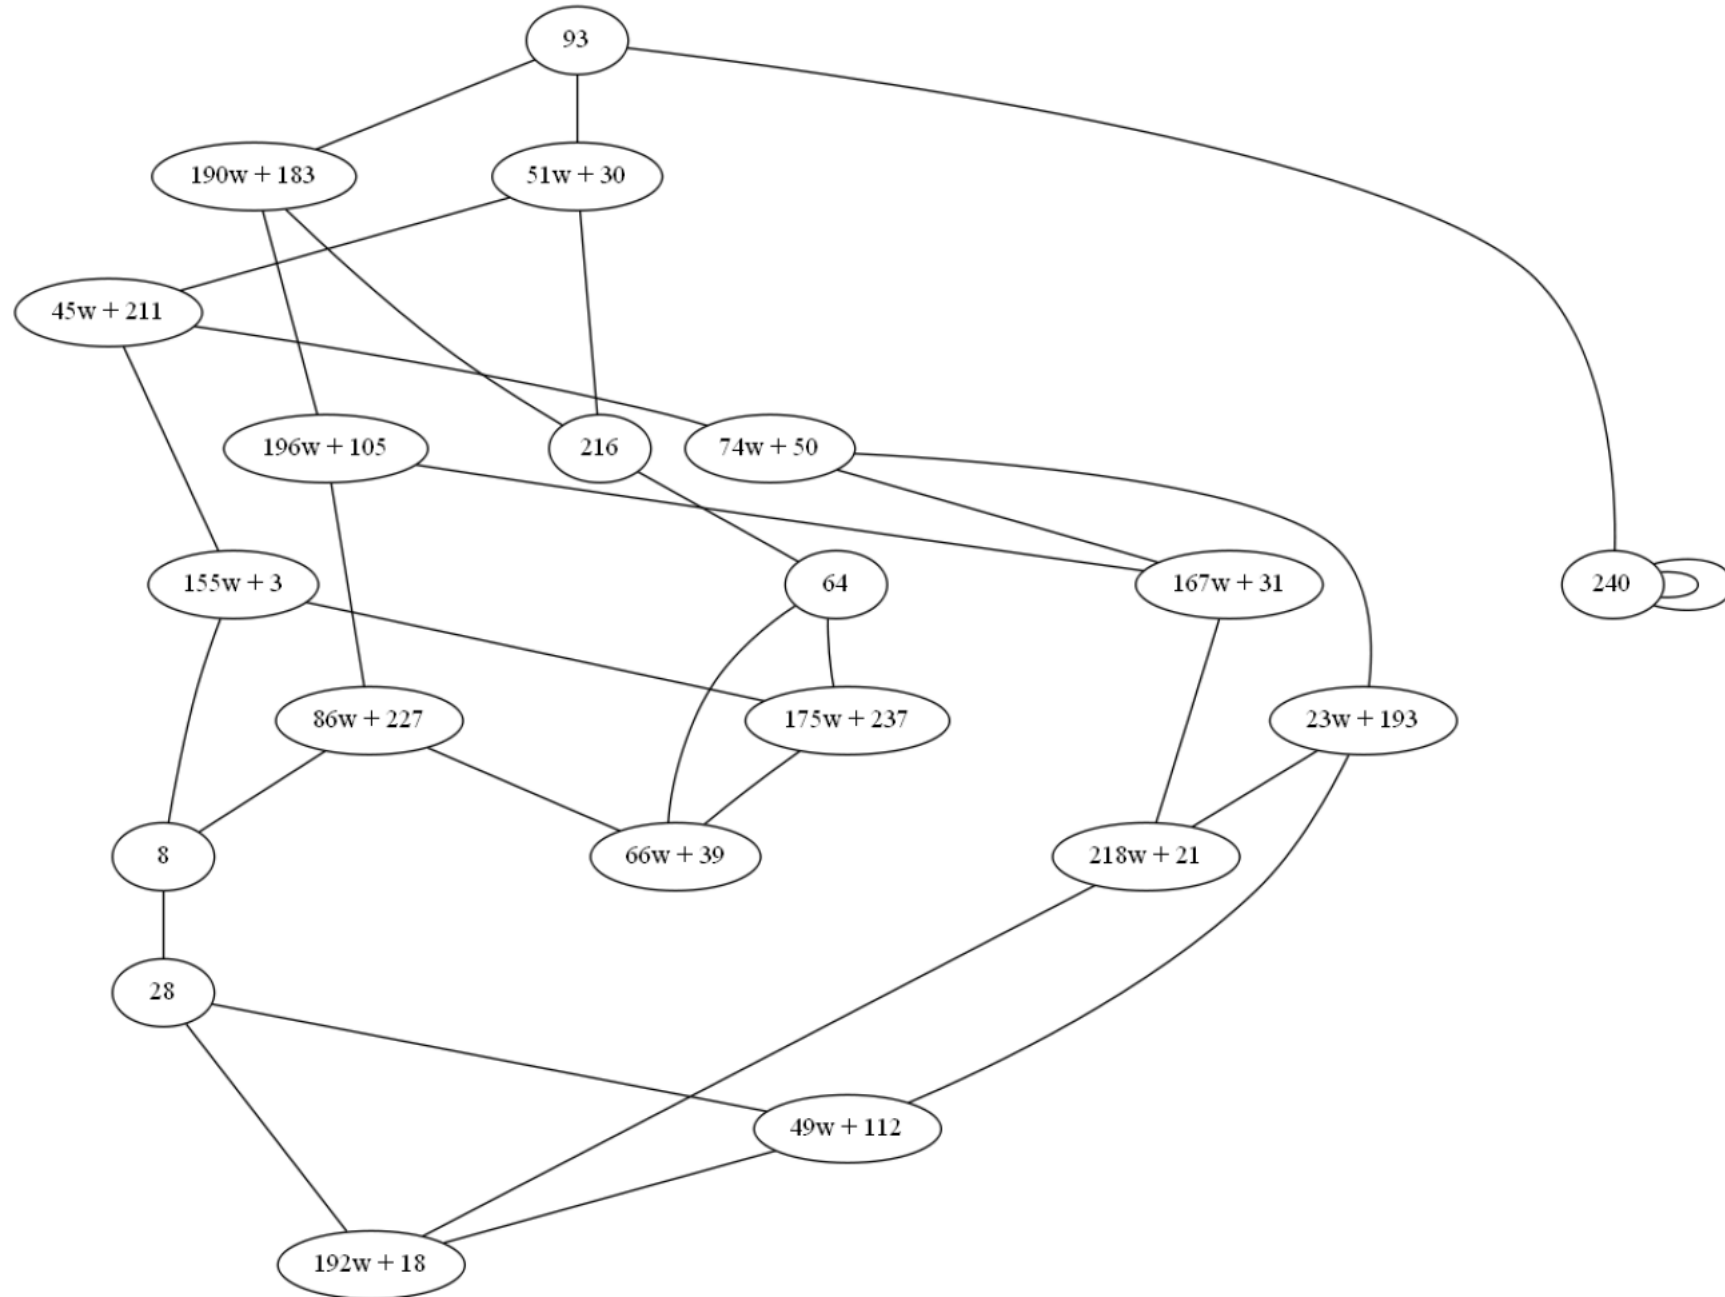 93
190w + 183
51w + 30
45w + 211
196w + 105
216
74w + 50
155w + 3
64
167w + 31
240
86w + 227
175w + 237
23w + 193
8
66w + 39
218w + 21
28
49w + 112
192w + 18